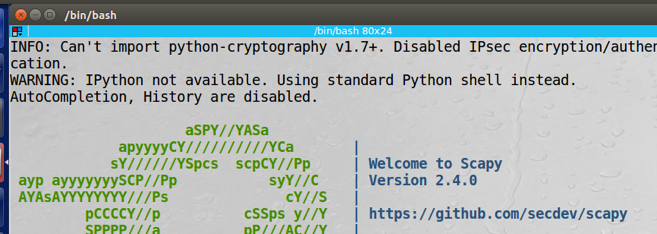 /bin/bash
/bin/bash 80x24
INFO: Can't import python-cryptography v1.7+. Disabled IPsec encryption/authen
cation.
WARNING: IPython not available. Using standard Python shell instead.
AutoCompletion, History are disabled.
aSPY//YASa
apyyyyCY//////////YCa |
sY//////YSpcs scpCY//Pp | Welcome to Scapy
ayp ayyyyyyySCP//Pp syY//C | Version 2.4.0
AYAsAYYYYYYYY///Ps cY//S |
pCCCCY//p cSSps y//Y | https://github.com/secdev/scapy
SPPPP///a pP///AC//Y |